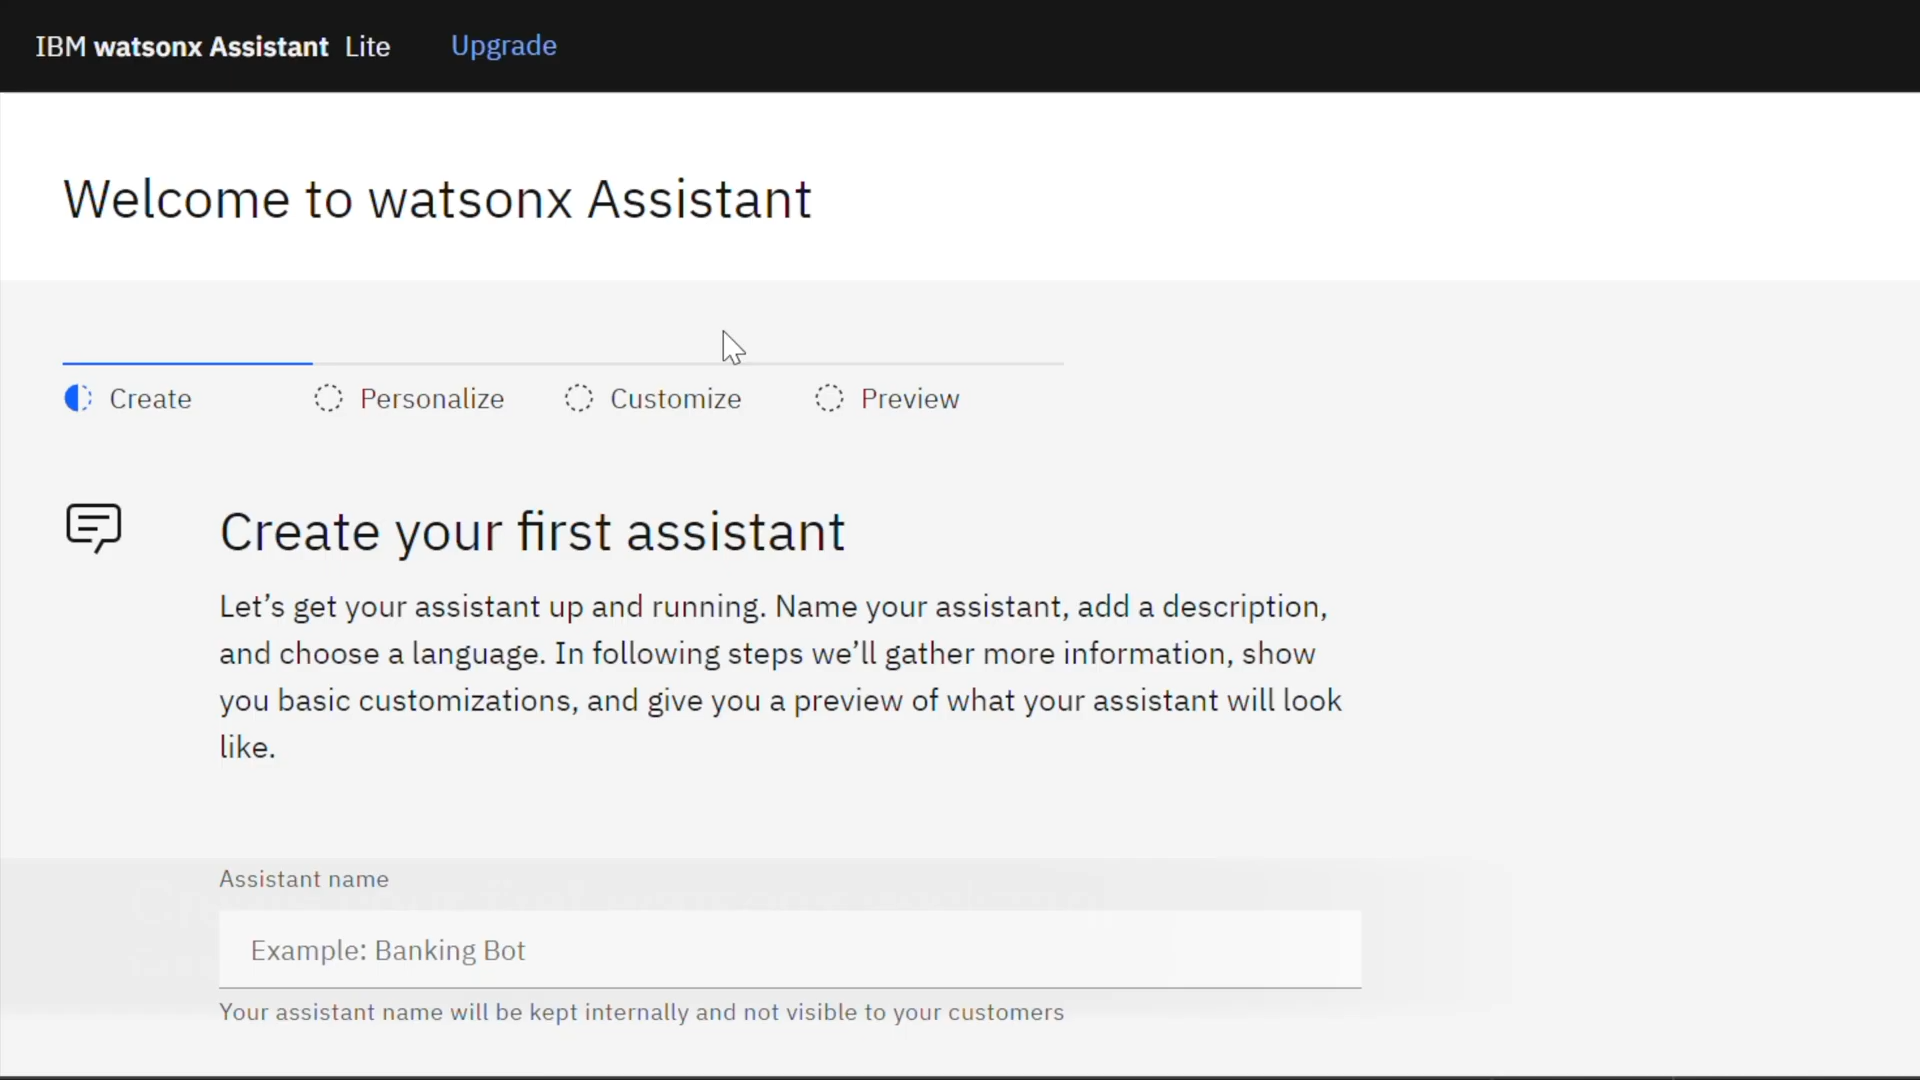 IBM watsonx Assistant Lite Upgrade
Welcome to watsonx Assistant
Create Personalize Customize Preview
Create your first assistant
Let’s get your assistant up and running. Name your assistant, add a description,
and choose a language. In following steps we’ll gather more information, show
you basic customizations, and give you a preview of what your assistant will look
like.
Assistant name
Example: Banking Bot
Your assistant name will be kept internally and not visible to your customers